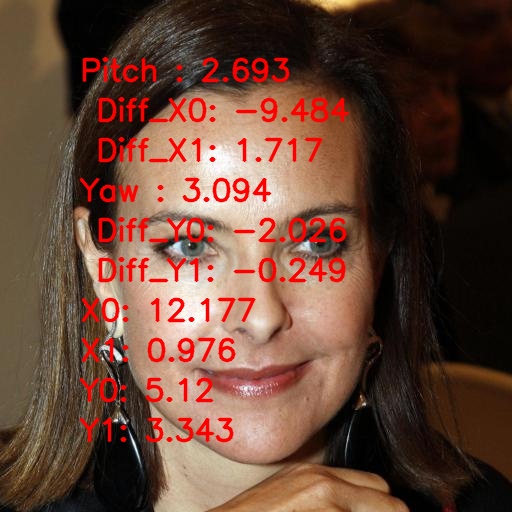 Pitch : 2.693
Diff_X0: -9.484
Diff_X1: 1.717
Yaw : 3.094
Diff_Y0: -2.026
Diff_Y1: -0.249
X0: 12.177
X1: 0.976
Y0: 5.12
Y1: 3.343